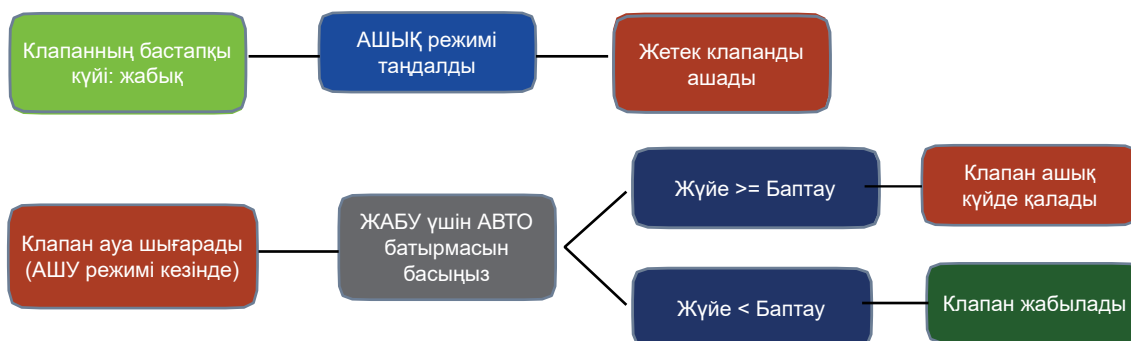 Клапанның бастапқы
күйі: жабық
АШЫҚ режимі
таңдалды
Жетек клапанды
ашады
Клапан ауа шығарады
(АШУ режимі кезінде)
ЖАБУ үшін АВТО
батырмасын
басыңыз
Жүйе >= Баптау
Клапан ашық
күйде қалады
Жүйе < Баптау
Клапан жабылады